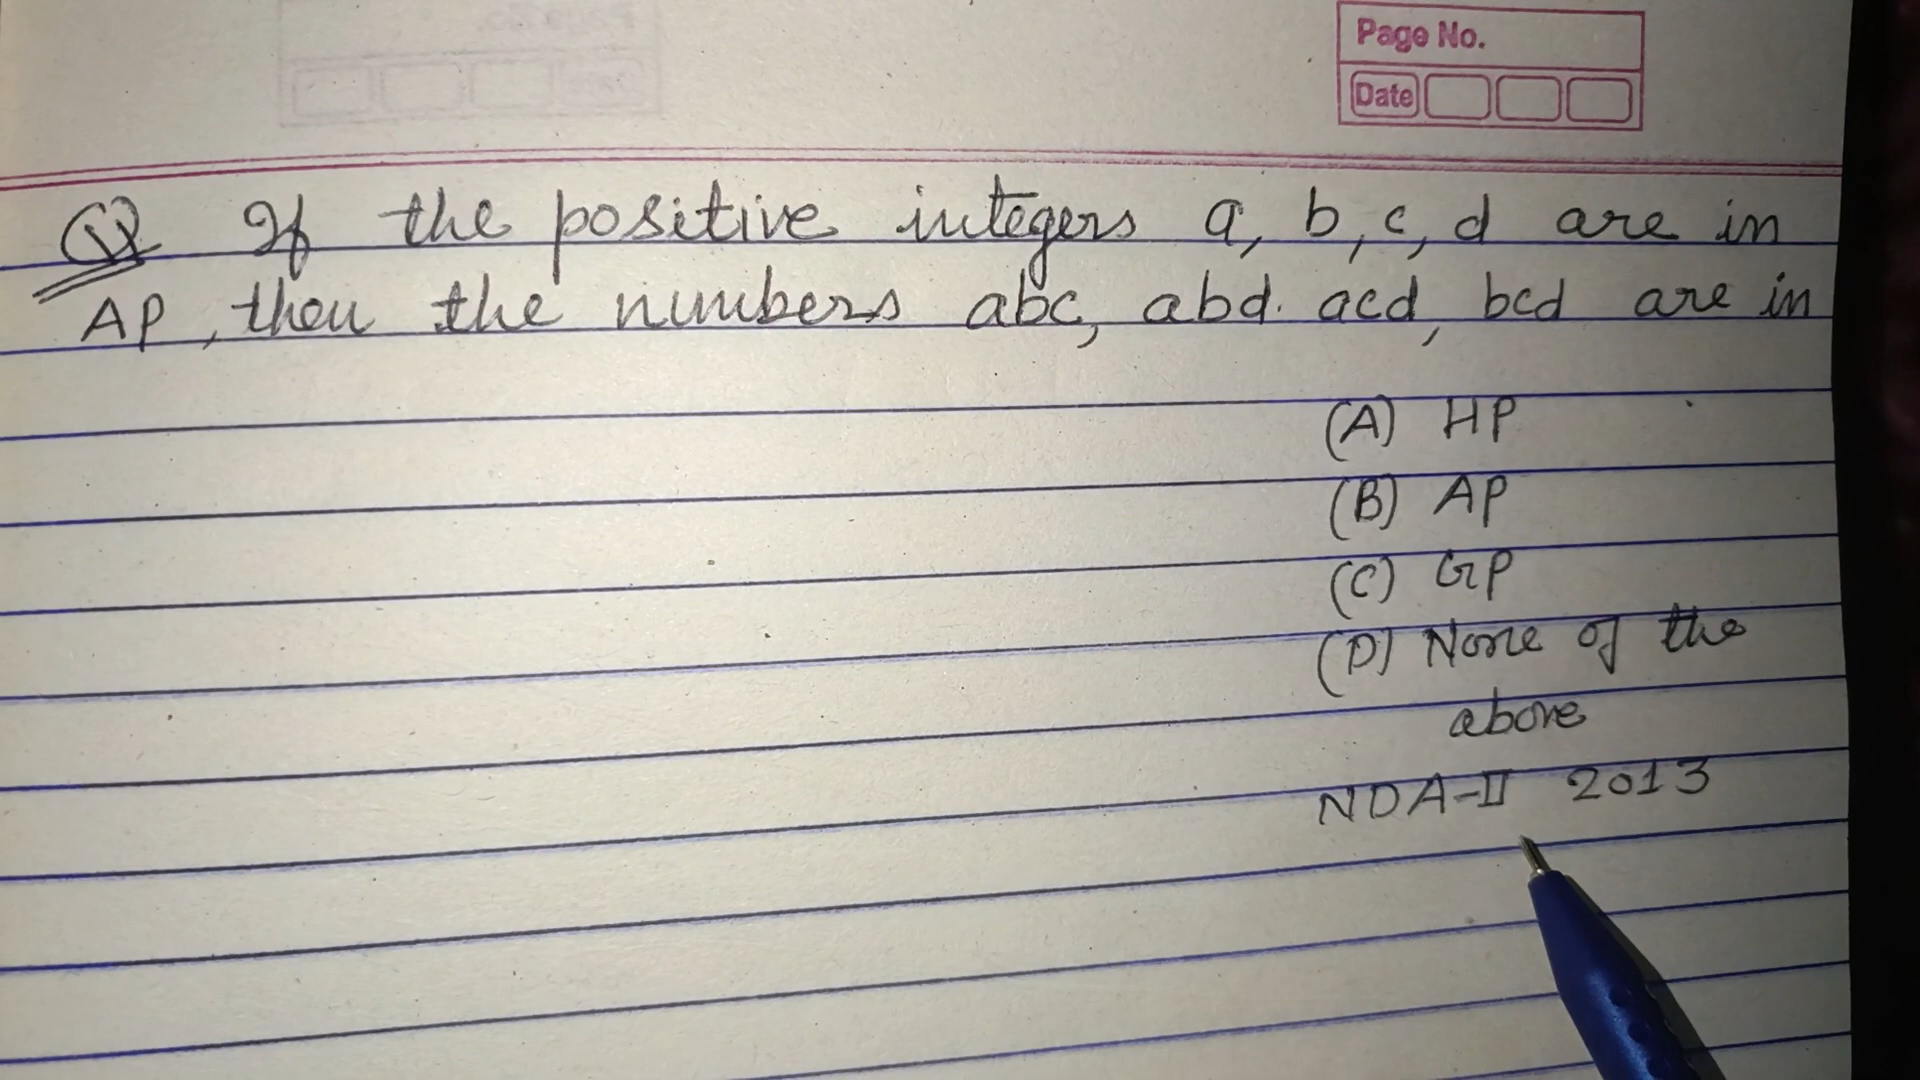 Page No.
Date
Q If the positive integers a, b, c, d are in
AP, then the numbers abc, abd. acd, bcd are in
(A) HP
(B) AP
(C) GP
(D) None of the
above
NDA-II 2013